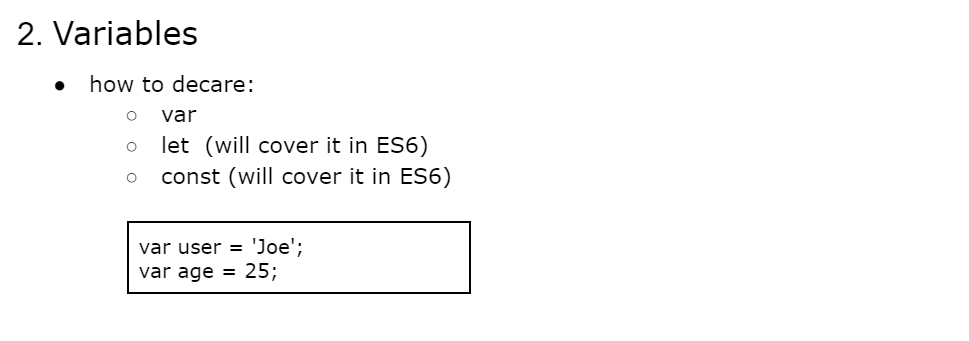 2. Variables
● how to decare:
○ var
○ let  (will cover it in ES6)
○ const (will cover it in ES6)
var user = 'Joe';
var age = 25;